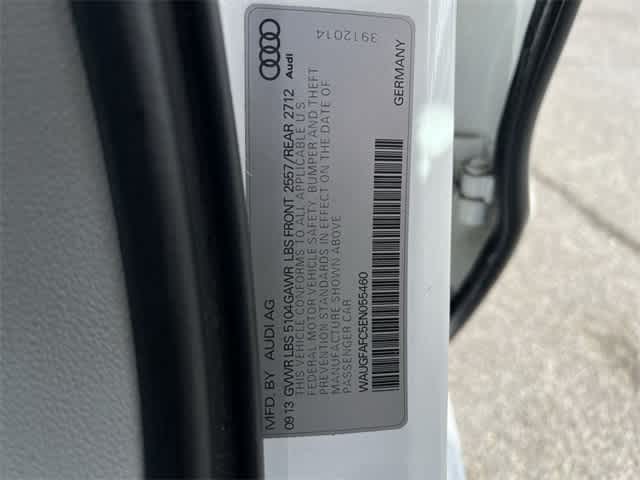 MFD. BY AUDI AG
Audi
09 13 GVWR LBS 5104 GAWR LBS FRONT 2557/REAR 2712
THIS VEHICLE CONFORMS TO ALL APPLICABLE U.S.
FEDERAL MOTOR VEHICLE SAFETY, BUMPER AND THEFT
PREVENTION STANDARDS IN EFFECT ON THE DATE OF
MANUFACTURE SHOWN ABOVE
PASSENGER CAR
WAUGFAFC5EN055460
GERMANY
3912014